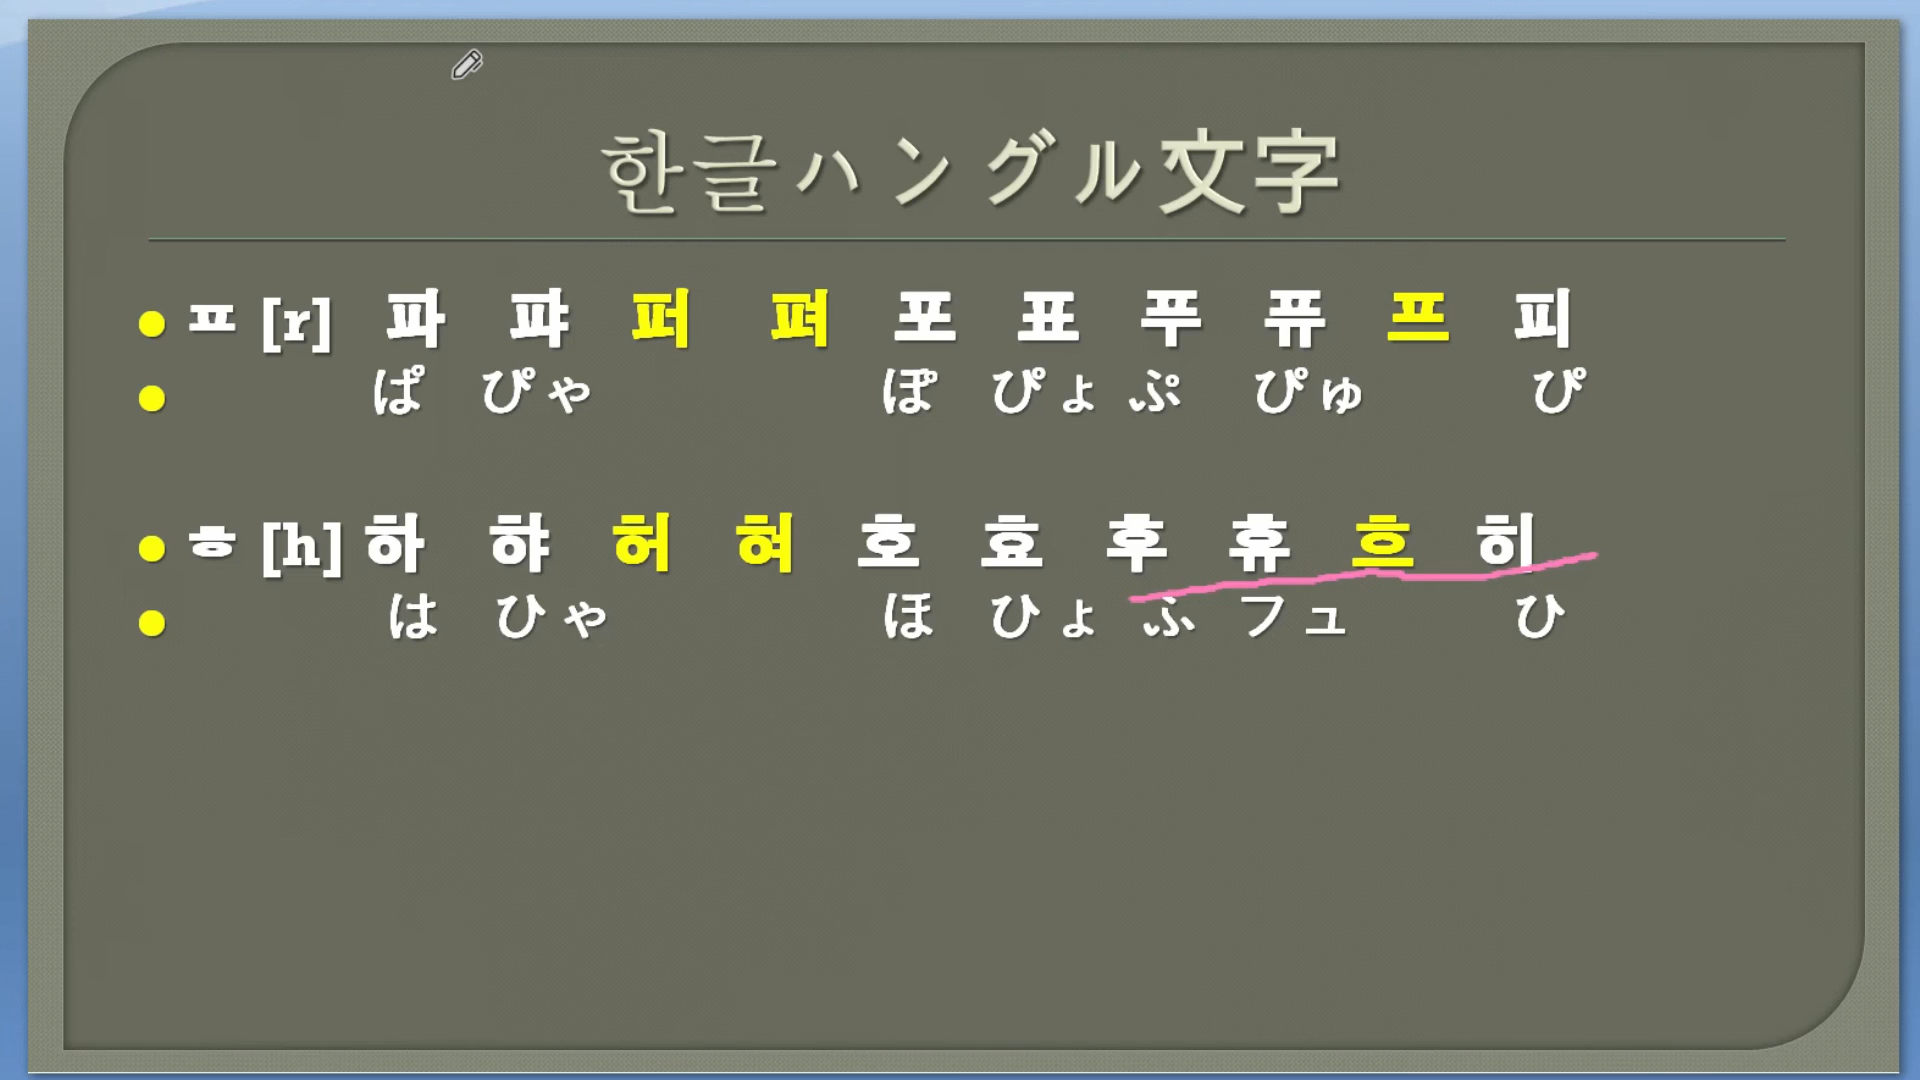 한글ハングル文字
ㅍ [r] 파 퍄 퍼 펴 포 표 푸 퓨 프 피
ぱ ぴゃ ぽ ぴょ ぷ ぴゅ ぴ
ㅎ [h] 하 햐 허 혀 호 효 후 휴 흐 히
は ひゃ ほ ひょ ふ フュ ひ